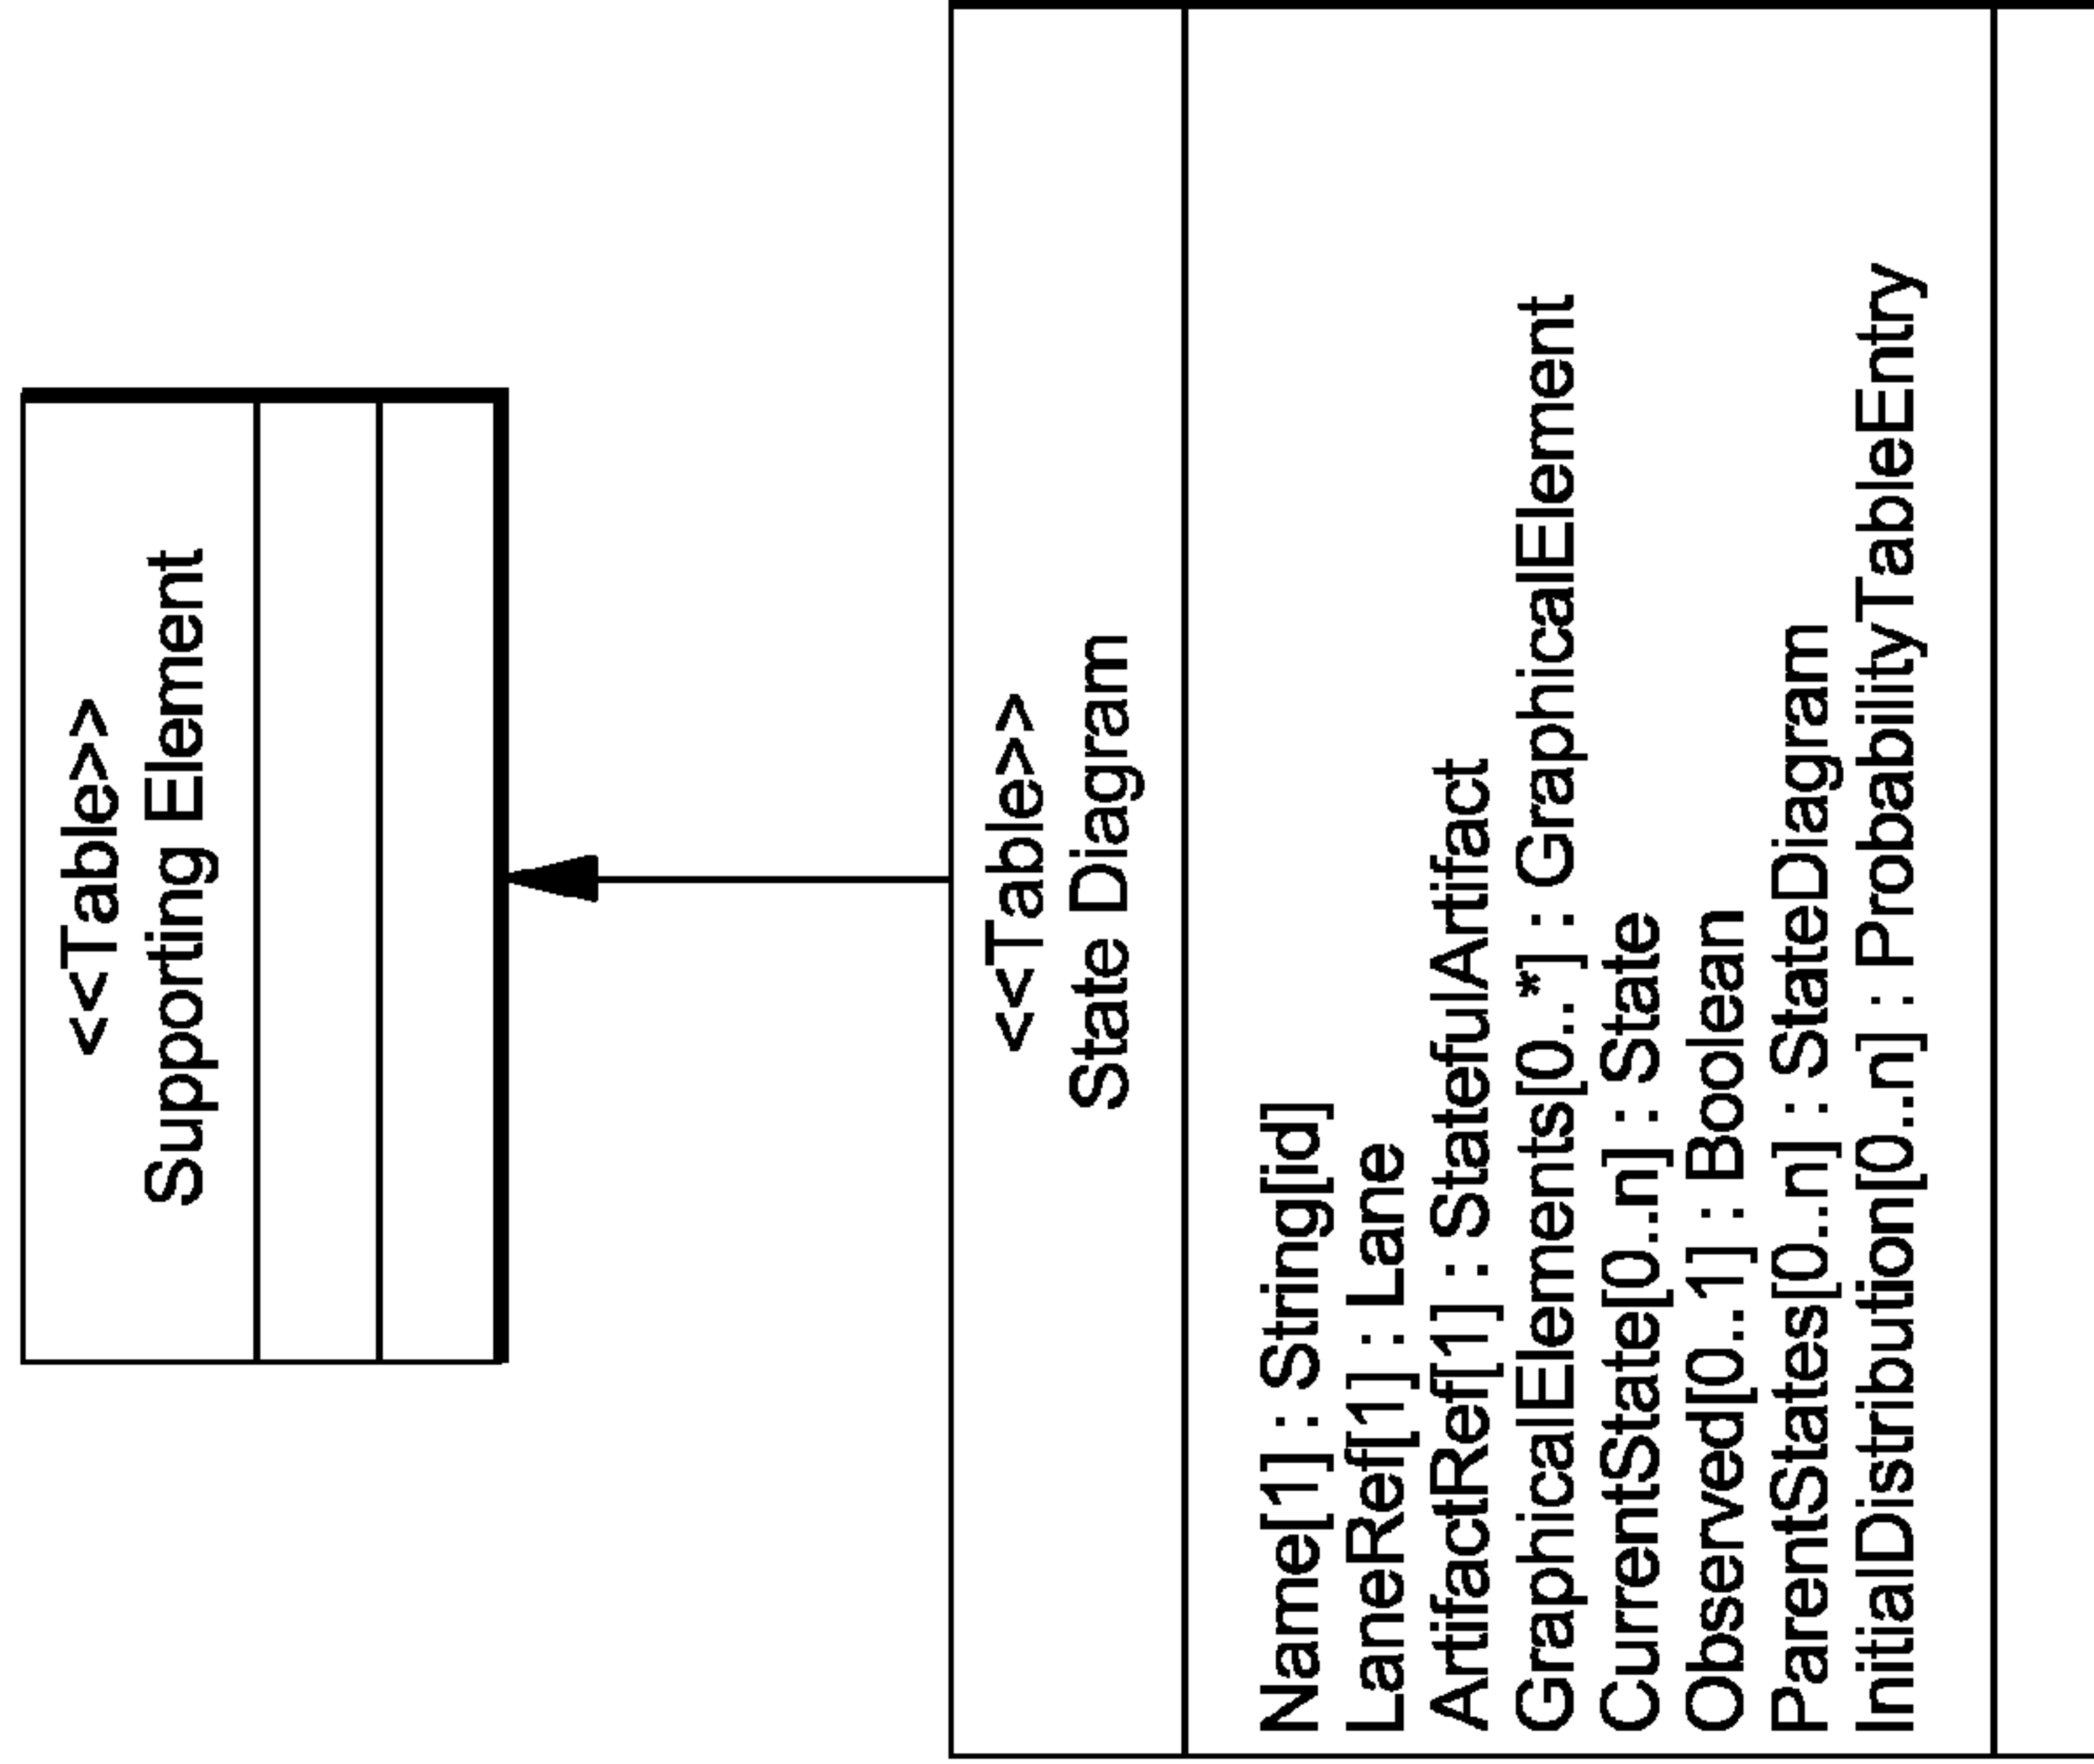 <<Table>>
Supporting Element
<<Table>>
State Diagram
Name[1] : String[id]
LaneRef[1] : Lane
ArtifactRef[1] : StatefulArtifact
GraphicalElements[0..*] : GraphicalElement
CurrentState[0..n] : State
Observed[0..1] : Boolean
ParentStates[0..n] : StateDiagram
InitialDistribution[0..n] : ProbabilityTableEntry